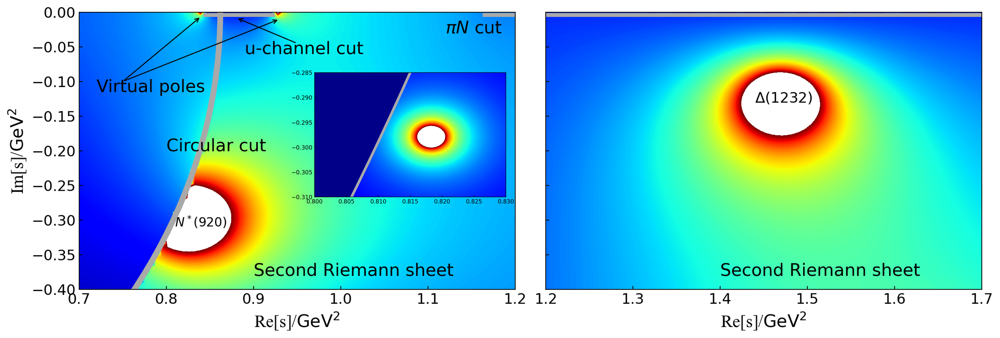 0.00
−0.05
−0.10
−0.15
−0.20
−0.25
−0.30
−0.35
−0.40
Im[s]/GeV²
πN cut
u-channel cut
Virtual poles
Circular cut
N*(920)
Second Riemann sheet
−0.285
−0.290
−0.295
−0.300
−0.305
−0.310
0.800 0.805 0.810 0.815 0.820 0.825 0.830
0.7 0.8 0.9 1.0 1.1 1.2
Re[s]/GeV²
Δ(1232)
Second Riemann sheet
1.2 1.3 1.4 1.5 1.6 1.7
Re[s]/GeV²